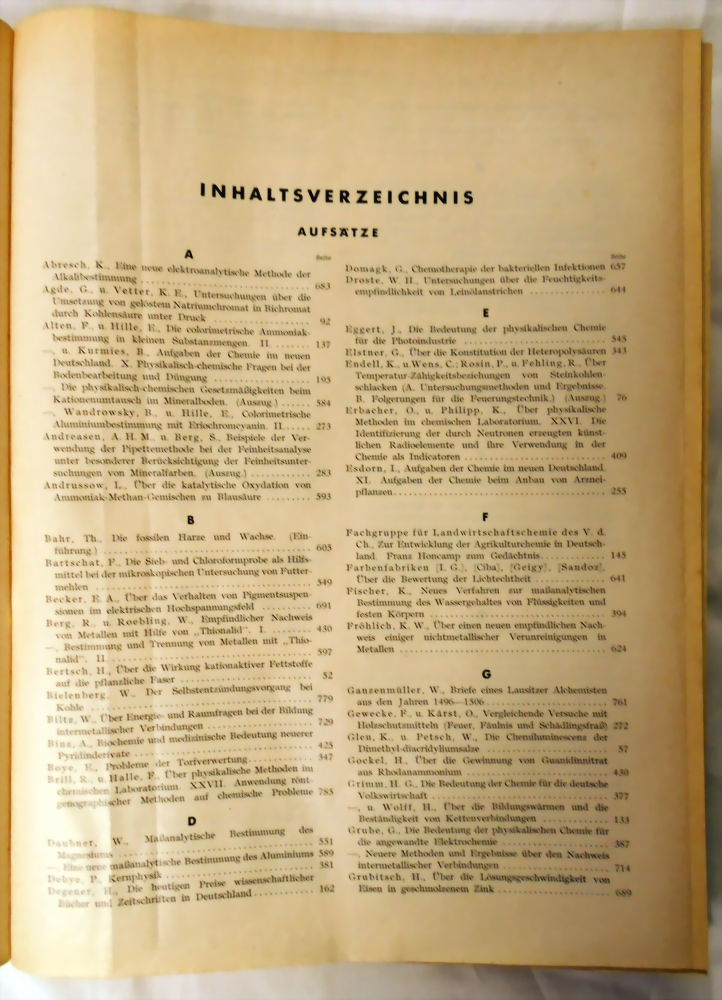 INHALTSVERZEICHNIS
AUFSÄTZE
A
Seite
Abresch, K., Eine neue elektroanalytische Methode der
Alkalibestimmung ........ 683
Agde, G., u. Vetter, K. E., Untersuchungen über die
Umsetzung von gelöstem Natriumchromat in Bichromat
durch Kohlensäure unter Druck ........ 92
Alten, F., u. Hille, E., Die colorimetrische Ammoniak-
bestimmung in kleinen Substanzmengen. II. ........ 137
—, u. Kurmies, B., Aufgaben der Chemie im neuen
Deutschland. X. Physikalisch-chemische Fragen bei der
Bodenbearbeitung und Düngung ........ 193
—, Die physikalisch-chemischen Gesetzmäßigkeiten beim
Kationenumtausch im Mineralboden. (Auszug.) ........ 584
—, Wandrowsky, B., u. Hille, E., Colorimetrische
Aluminiumbestimmung mit Eriochromcyanin. II. ........ 273
Andreasen, A. H. M., u. Berg, S., Beispiele der Ver-
wendung der Pipettemethode bei der Feinheitsanalyse
unter besonderer Berücksichtigung der Feinheitsunter-
suchungen von Mineralfarben. (Auszug.) ........ 283
Andrussow, L., Über die katalytische Oxydation von
Ammoniak-Methan-Gemischen zu Blausäure ........ 593
B
Bahr, Th., Die fossilen Harze und Wachse. (Ein-
führung.) ........ 605
Bartschat, F., Die Sieb- und Chloroformprobe als Hilfs-
mittel bei der mikroskopischen Untersuchung von Futter-
mehlen ........ 549
Becker, E. A., Über das Verhalten von Pigmentsuspen-
sionen im elektrischen Hochspannungsfeld ........ 691
Berg, R., u. Roebling, W., Empfindlicher Nachweis
von Metallen mit Hilfe von „Thionalid“. I. ........ 430
—, Bestimmung und Trennung von Metallen mit „Thio-
nalid“. II. ........ 597
Bertsch, H., Über die Wirkung kationaktiver Fettstoffe
auf die pflanzliche Faser ........ 52
Bielenberg, W., Der Selbstentzündungsvorgang bei
Kohle ........ 779
Biltz, W., Über Energie- und Raumfragen bei der Bildung
intermetallischer Verbindungen ........ 729
Binz, A., Biochemie und medizinische Bedeutung neuerer
Pyridinderivate ........ 425
Boye, E., Probleme der Torfverwertung ........ 347
Brill, R., u. Halle, F., Über physikalische Methoden im
chemischen Laboratorium. XXVII. Anwendung rönt-
genographischer Methoden auf chemische Probleme 785
D
Daubner, W., Maßanalytische Bestimmung des
Magnesiums ........ 551
—, Eine neue maßanalytische Bestimmung des Aluminiums 589
Debye, P., Kernphysik ........ 381
Degener, H., Die heutigen Preise wissenschaftlicher
Bücher und Zeitschriften in Deutschland ........ 162
Seite
Domagk, G., Chemotherapie der bakteriellen Infektionen 657
Droste, W. H., Untersuchungen über die Feuchtigkeits-
empfindlichkeit von Leinölanstrichen ........ 644
E
Eggert, J., Die Bedeutung der physikalischen Chemie
für die Photoindustrie ........ 545
Elstner, G., Über die Konstitution der Heteropolysäuren 343
Endell, K., u. Wens, C.; Rosin, P., u. Fehling, R., Über
Temperatur-Zähigkeitsbeziehungen von Steinkohlen-
schlacken (A. Untersuchungsmethoden und Ergebnisse.
B. Folgerungen für die Feuerungstechnik.) (Auszug.) 76
Erbacher, O., u. Philipp, K., Über physikalische
Methoden im chemischen Laboratorium. XXVI. Die
Identifizierung der durch Neutronen erzeugten künst-
lichen Radioelemente und ihre Verwendung in der
Chemie als Indicatoren ........ 409
Esdorn, I., Aufgaben der Chemie im neuen Deutschland.
XI. Aufgaben der Chemie beim Anbau von Arznei-
pflanzen ........ 255
F
Fachgruppe für Landwirtschaftschemie des V. d.
Ch., Zur Entwicklung der Agrikulturchemie in Deutsch-
land. Franz Honcamp zum Gedächtnis ........ 145
Farbenfabriken [I. G.], [Ciba], [Geigy], [Sandoz],
Über die Bewertung der Lichtechtheit ........ 641
Fischer, K., Neues Verfahren zur maßanalytischen
Bestimmung des Wassergehaltes von Flüssigkeiten und
festen Körpern ........ 394
Fröhlich, K. W., Über einen neuen empfindlichen Nach-
weis einiger nichtmetallischer Verunreinigungen in
Metallen ........ 624
G
Ganzenmüller, W., Briefe eines Lausitzer Alchemisten
aus den Jahren 1496—1506 ........ 761
Gewecke, F., u. Kärst, O., Vergleichende Versuche mit
Holzschutzmitteln (Feuer, Fäulnis und Schädlingsfraß) 272
Gleu, K., u. Petsch, W., Die Chemiluminescenz der
Dimethyl-diacridyliumsalze ........ 57
Gockel, H., Über die Gewinnung von Guanidinnitrat
aus Rhodanammonium ........ 430
Grimm, H. G., Die Bedeutung der Chemie für die deutsche
Volkswirtschaft ........ 377
—, u. Wolff, H., Über die Bildungswärmen und die
Beständigkeit von Kettenverbindungen ........ 133
Grube, G., Die Bedeutung der physikalischen Chemie für
die angewandte Elektrochemie ........ 387
—, Neuere Methoden und Ergebnisse über den Nachweis
intermetallischer Verbindungen ........ 714
Grubitsch, H., Über die Lösungsgeschwindigkeit von
Eisen in geschmolzenem Zink ........ 689